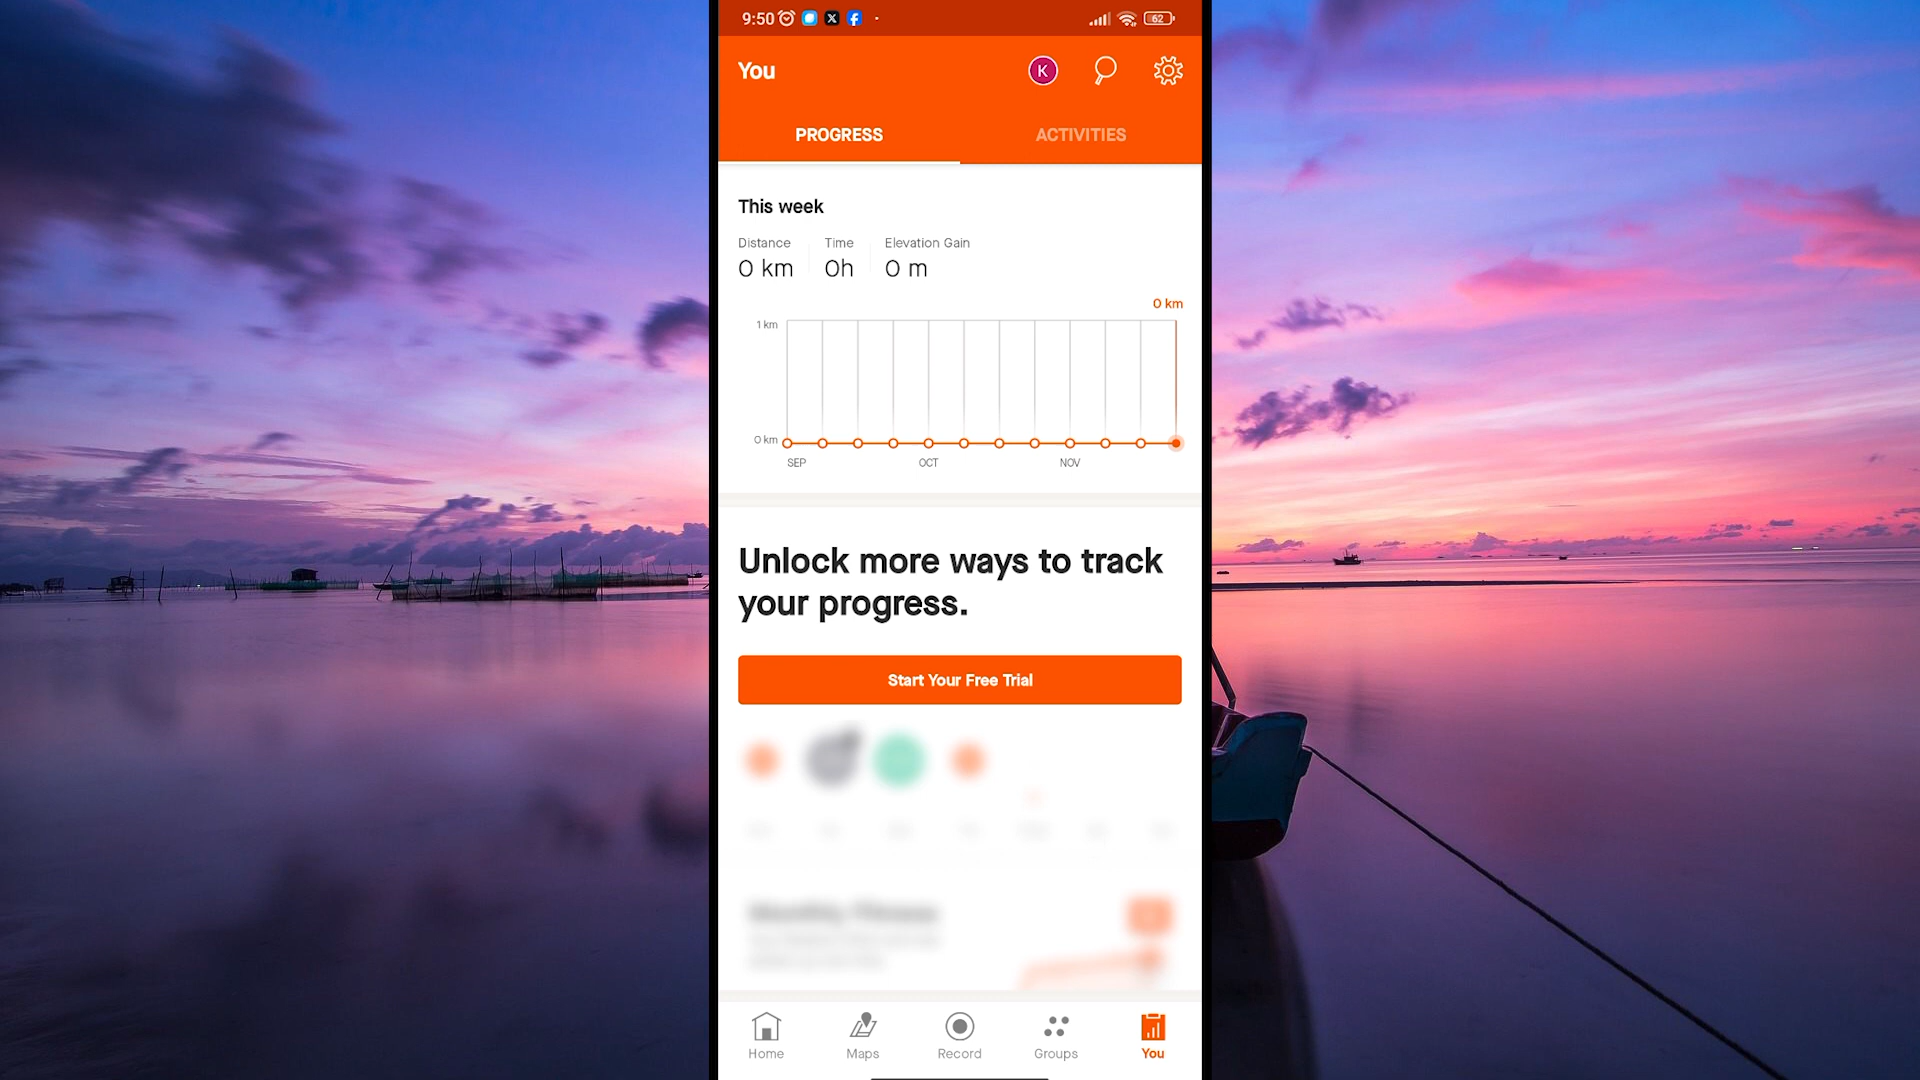 9:50
62
You
K
PROGRESS
ACTIVITIES
This week
Distance
Time
Elevation Gain
0 km
0h
0 m
0 km
1 km
0 km
SEP
OCT
NOV
Unlock more ways to track
your progress.
Start Your Free Trial
Monthly Fitness
Home
Maps
Record
Groups
You